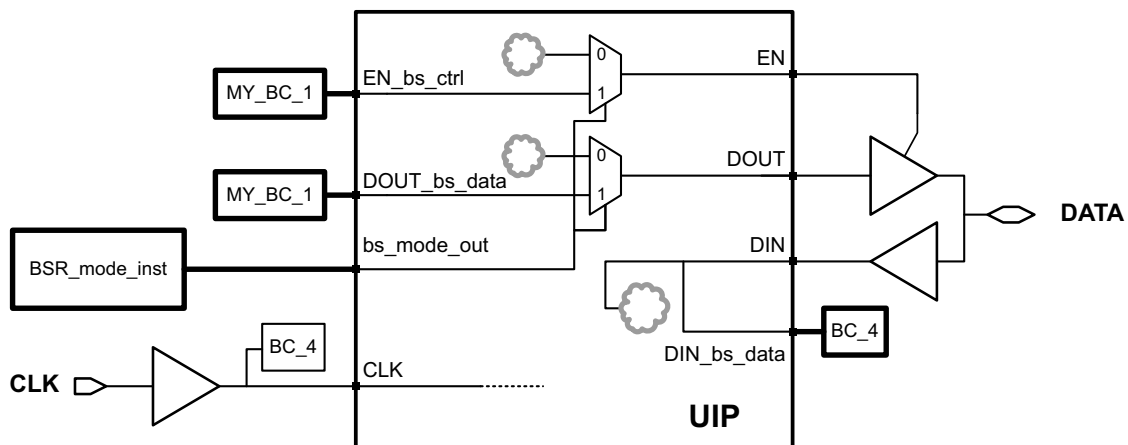 0
EN
MY_BC_1
EN_bs_ctrl
1
0
DOUT
MY_BC_1
DOUT_bs_data
1
DATA
bs_mode_out
DIN
BSR_mode_inst
BC_4
BC_4
DIN_bs_data
CLK
CLK
UIP